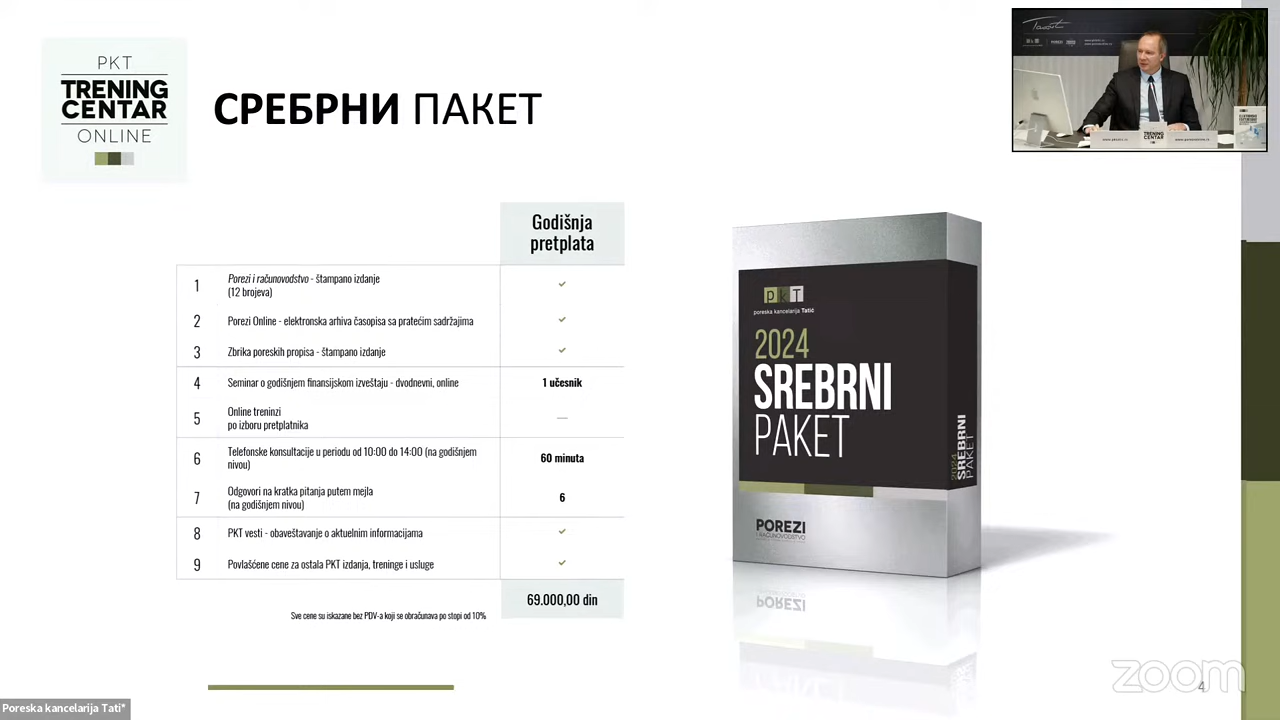 PKT
TRENING
CENTAR
ONLINE
СРЕБРНИ ПАКЕТ
Godišnja
pretplata
1 Porezi i računovodstvo - štampano izdanje
(12 brojeva)
2 Porezi Online - elektronska arhiva časopisa sa pratećim sadržajima
3 Zbrika poreskih propisa - štampano izdanje
4 Seminar o godišnjem finansijskom izveštaju - dvodnevni, online 1 učesnik
5 Online treninzi
po izboru pretplatnika —
6 Telefonske konsultacije u periodu od 10:00 do 14:00 (na godišnjem
nivou) 60 minuta
7 Odgovori na kratka pitanja putem mejla
(na godišnjem nivou) 6
8 PKT vesti - obaveštavanje o aktuelnim informacijama
9 Povlašćene cene za ostala PKT izdanja, treninge i usluge
69.000,00 din
Sve cene su iskazane bez PDV-a koji se obračunava po stopi od 10%
pkT
poreska kancelarija Tatić
2024
SREBRNI
PAKET
POREZI
I RAČUNOVODSTVO
2024
SREBRNI
PAKET
TRENING
CENTAR
zoom
4
Poreska kancelarija Tati*